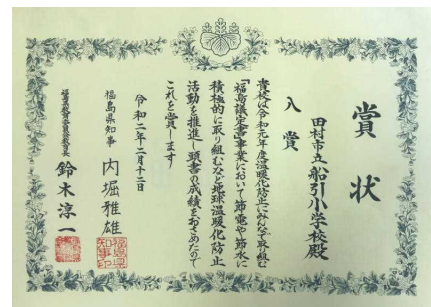 賞状
田村市立船引小学校殿
入賞
貴校は令和元年度温暖化防止にみんなで取り組む
「福島議定書」事業において節電や節水に
積極的に取り組むなど地球温暖化防止
活動を推進し頭書の成績をおさめたので
これを賞します
令和二年二月十二日
福島県知事 内堀雅雄
鈴木淳一